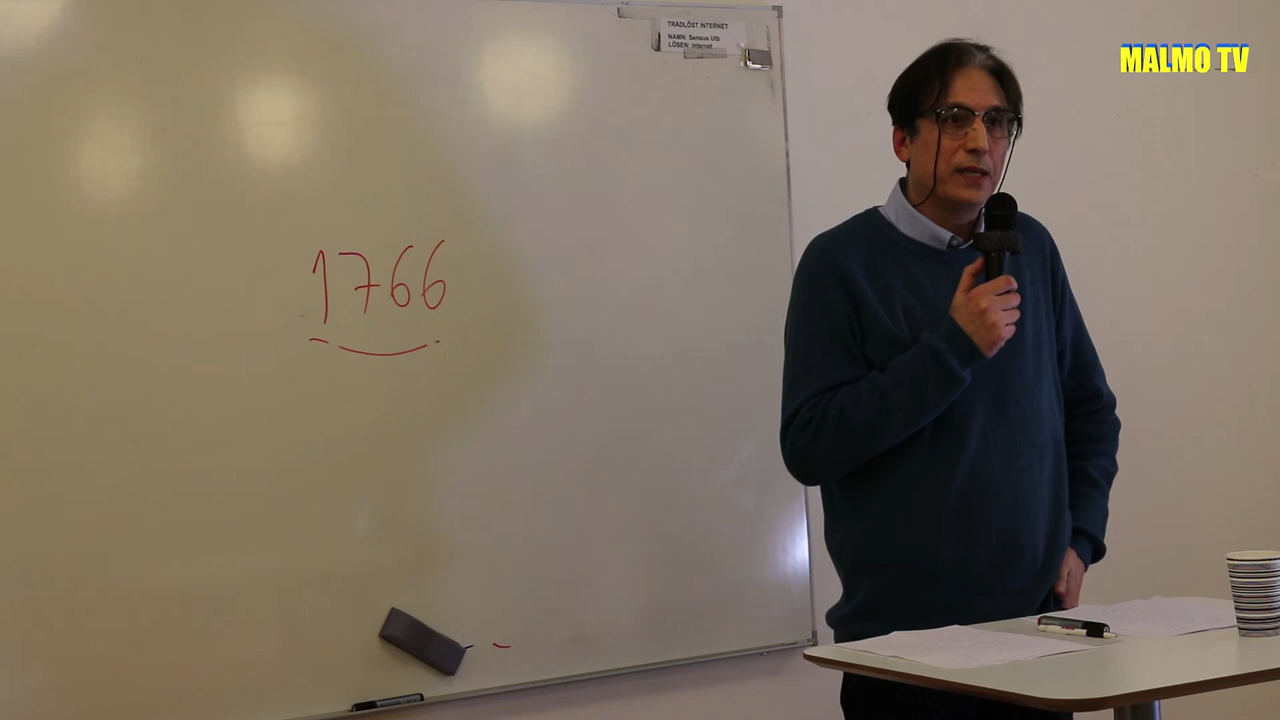 TRÅDLÖST INTERNET
NAMN: Sensus Utb
LÖSEN: Internet
MALMO TV
1766